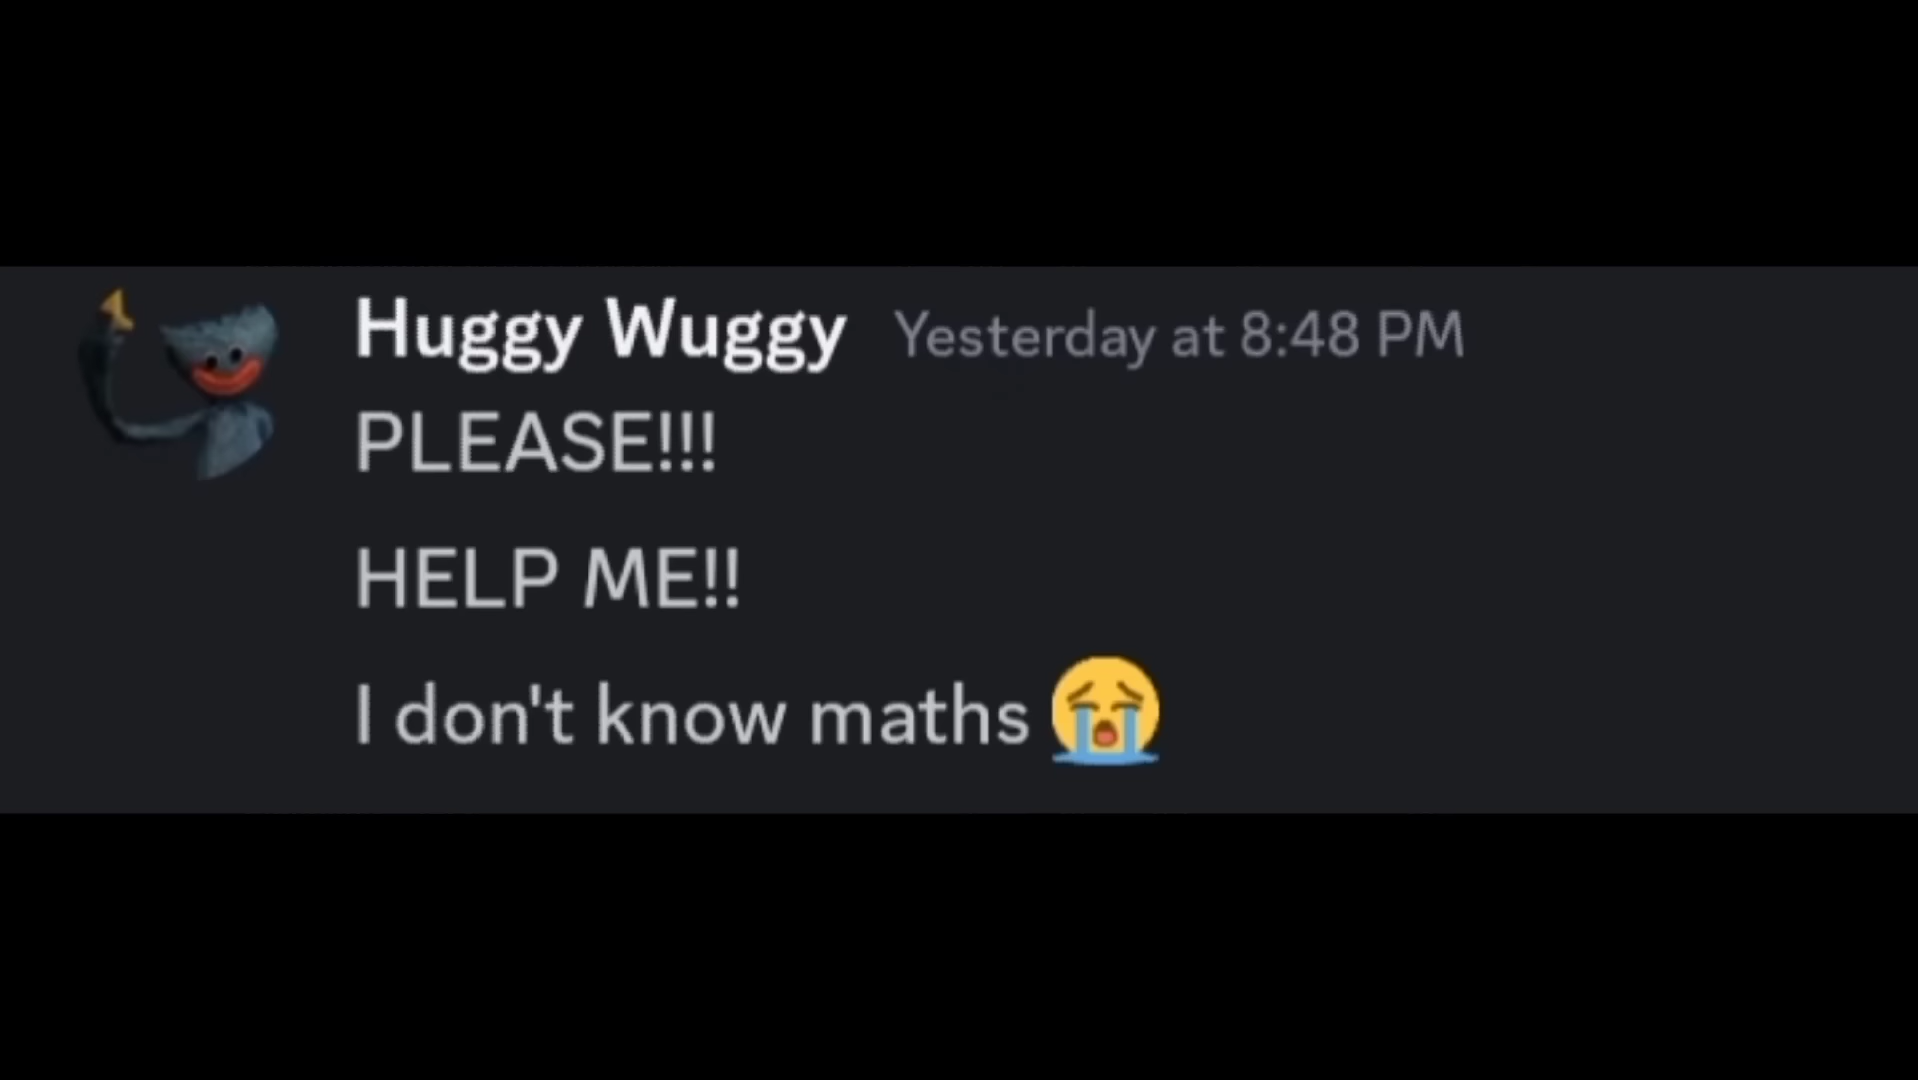 Huggy Wuggy Yesterday at 8:48 PM
PLEASE!!!
HELP ME!!
I don't know maths 😭